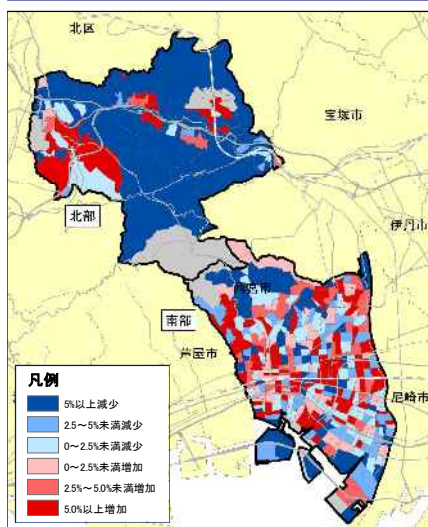 北区
宝塚市
伊丹市
北部
西宮市
南部
芦屋市
尼崎市
凡例
5%以上減少
2.5～5%未満減少
0～2.5%未満減少
0～2.5%未満増加
2.5%～5.0%未満増加
5.0%以上増加